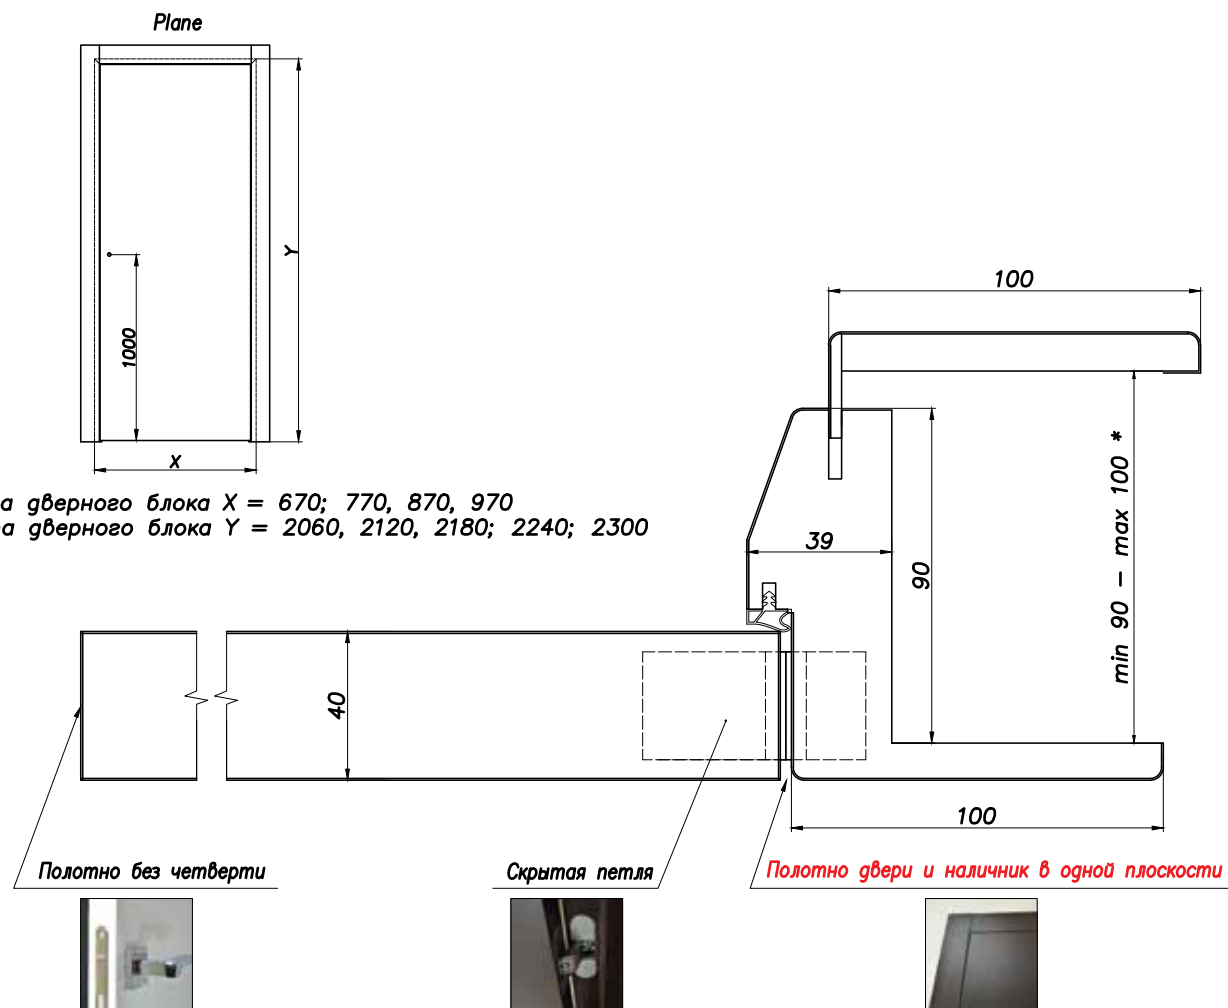 Plane
Y
1000
X
а дверного блока X = 670; 770, 870, 970
а дверного блока Y = 2060, 2120, 2180; 2240; 2300
100
min 90 – max 100 *
39
90
40
100
Полотно без четверти
Скрытая петля
Полотно двери и наличник в одной плоскости